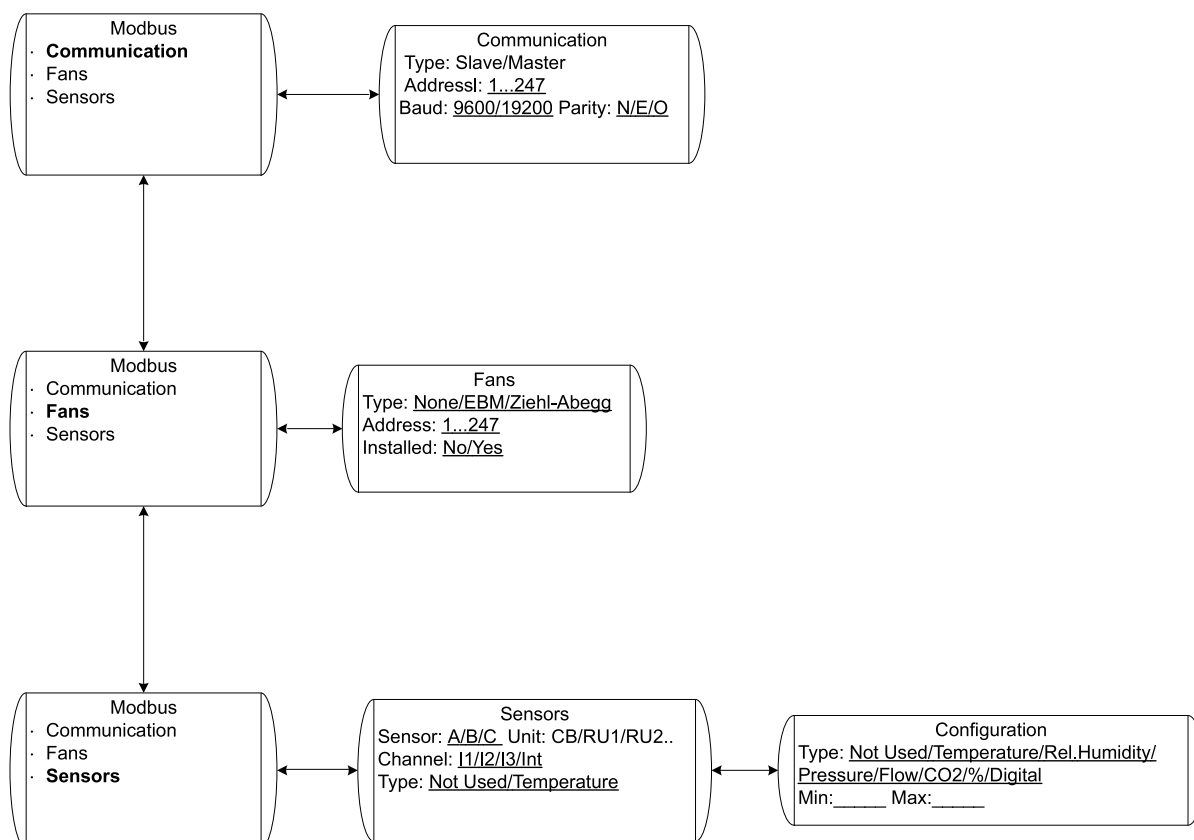 Modbus
· Communication
· Fans
· Sensors
Communication
Type: Slave/Master
Addressl: 1...247
Baud: 9600/19200 Parity: N/E/O
Modbus
· Communication
· Fans
· Sensors
Fans
Type: None/EBM/Ziehl-Abegg
Address: 1...247
Installed: No/Yes
Modbus
· Communication
· Fans
· Sensors
Sensors
Sensor: A/B/C Unit: CB/RU1/RU2..
Channel: I1/I2/I3/Int
Type: Not Used/Temperature
Configuration
Type: Not Used/Temperature/Rel.Humidity/
Pressure/Flow/CO2/%/Digital
Min:_____ Max:_____